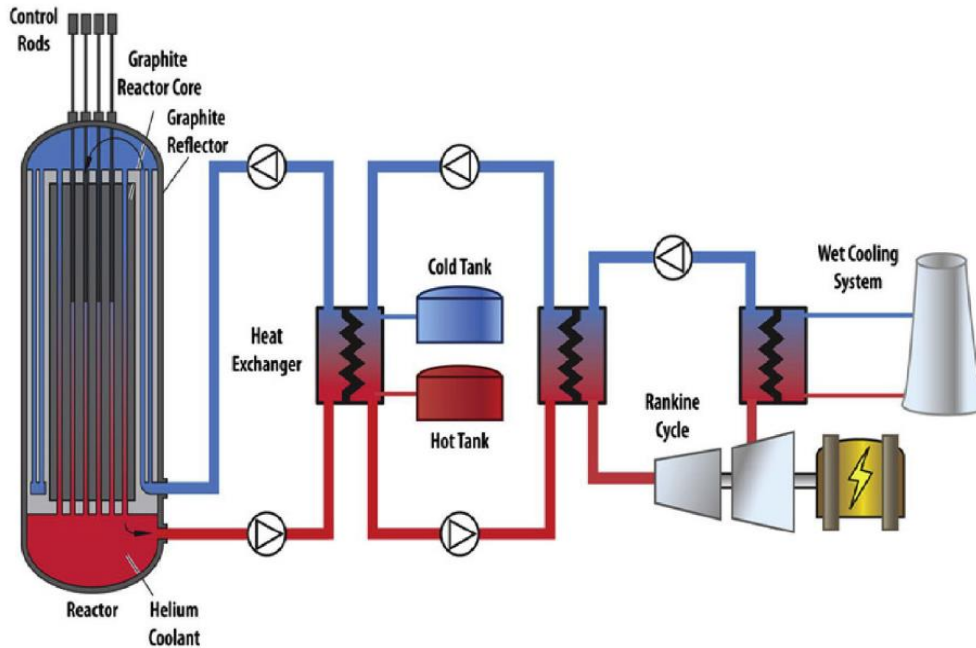 Control
Rods
Graphite
Reactor Core
Graphite
Reflector
Cold Tank
Wet Cooling
System
Heat
Exchanger
Hot Tank
Rankine
Cycle
Reactor
Helium
Coolant